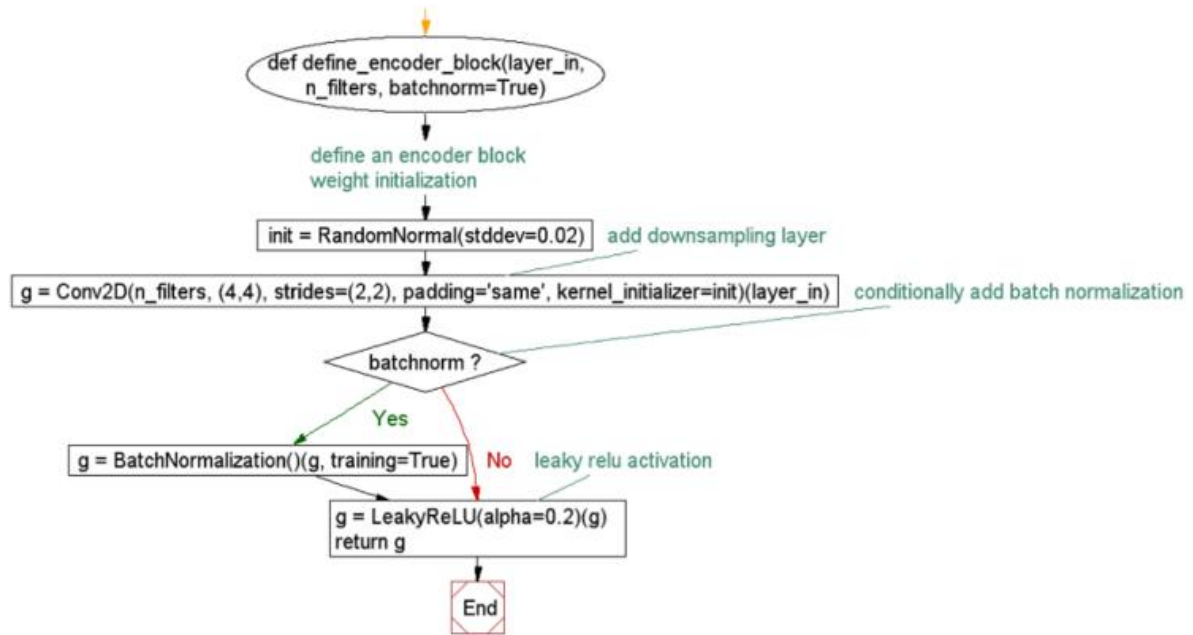 def define_encoder_block(layer_in,
n_filters, batchnorm=True)
define an encoder block
weight initialization
init = RandomNormal(stddev=0.02)
add downsampling layer
g = Conv2D(n_filters, (4,4), strides=(2,2), padding='same', kernel_initializer=init)(layer_in)
conditionally add batch normalization
batchnorm ?
Yes
g = BatchNormalization()(g, training=True)
No
leaky relu activation
g = LeakyReLU(alpha=0.2)(g)
return g
End